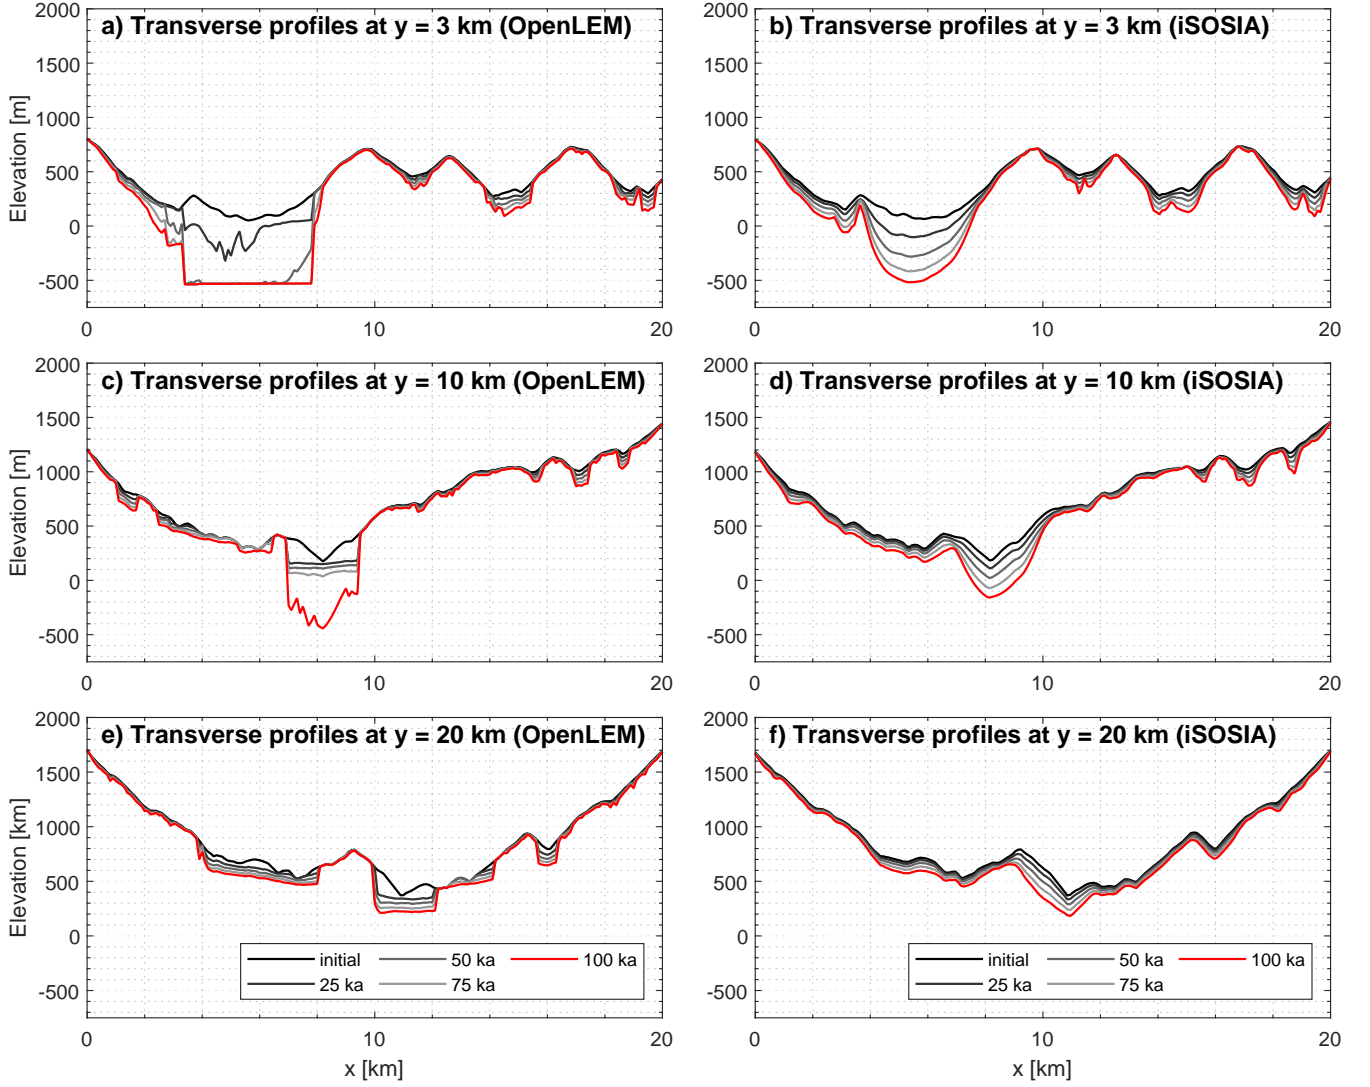 a) Transverse profiles at y = 3 km (OpenLEM)
2000
1500
1000
500
0
-500
Elevation [m]
0
10
20
b) Transverse profiles at y = 3 km (iSOSIA)
2000
1500
1000
500
0
-500
0
10
20
c) Transverse profiles at y = 10 km (OpenLEM)
2000
1500
1000
500
0
-500
Elevation [m]
0
10
20
d) Transverse profiles at y = 10 km (iSOSIA)
2000
1500
1000
500
0
-500
0
10
20
e) Transverse profiles at y = 20 km (OpenLEM)
2000
1500
1000
500
0
-500
Elevation [km]
initial
50 ka
100 ka
25 ka
75 ka
0
10
20
x [km]
f) Transverse profiles at y = 20 km (iSOSIA)
2000
1500
1000
500
0
-500
initial
50 ka
100 ka
25 ka
75 ka
0
10
20
x [km]